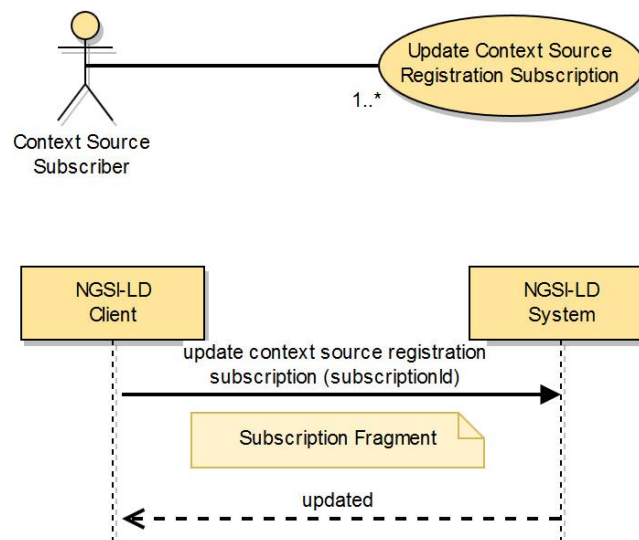 Update Context Source
Registration Subscription
1..*
Context Source
Subscriber
NGSI-LD
Client
NGSI-LD
System
update context source registration
subscription (subscriptionId)
Subscription Fragment
updated